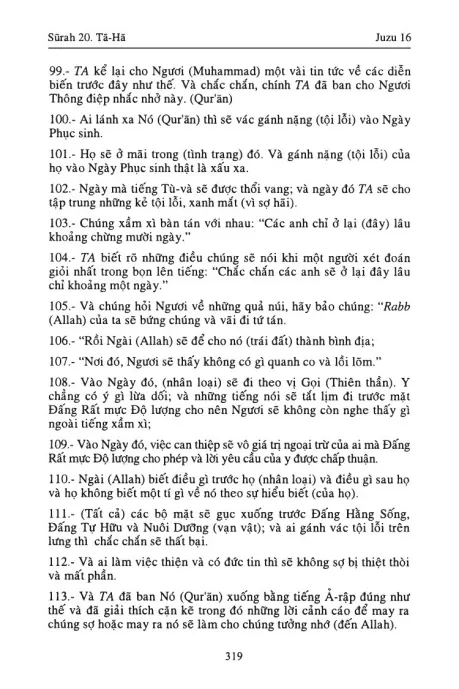 Sūrah 20. Tā-Hā
Juzu 16
99.- TA kể lại cho Ngươi (Muhammad) một vài tin tức về các diễn
biến trước đây như thế. Và chắc chắn, chính TA đã ban cho Ngươi
Thông điệp nhắc nhở này. (Qur'ān)
100.- Ai lánh xa Nó (Qur'ān) thì sẽ vác gánh nặng (tội lỗi) vào Ngày
Phục sinh.
101.- Họ sẽ ở mãi trong (tình trạng) đó. Và gánh nặng (tội lỗi) của
họ vào Ngày Phục sinh thật là xấu xa.
102.- Ngày mà tiếng Tù-và sẽ được thổi vang; và ngày đó TA sẽ cho
tập trung những kẻ tội lỗi, xanh mắt (vì sợ hãi).
103.- Chúng xầm xì bàn tán với nhau: “Các anh chỉ ở lại (đây) lâu
khoảng chừng mười ngày.”
104.- TA biết rõ những điều chúng sẽ nói khi một người xét đoán
giỏi nhất trong bọn lên tiếng: “Chắc chắn các anh sẽ ở lại đây lâu
chỉ khoảng một ngày.”
105.- Và chúng hỏi Ngươi về những quả núi, hãy bảo chúng: “Rabb
(Allah) của ta sẽ bứng chúng và vãi đi tứ tán.
106.- “Rồi Ngài (Allah) sẽ để cho nó (trái đất) thành bình địa;
107.- “Nơi đó, Ngươi sẽ thấy không có gì quanh co và lồi lõm.”
108.- Vào Ngày đó, (nhân loại) sẽ đi theo vị Gọi (Thiên thần). Y
chẳng có ý gì lừa dối; và những tiếng nói sẽ tắt lịm đi trước mặt
Đấng Rất mực Độ lượng cho nên Ngươi sẽ không còn nghe thấy gì
ngoài tiếng xầm xì;
109.- Vào Ngày đó, việc can thiệp sẽ vô giá trị ngoại trừ của ai mà Đấng
Rất mực Độ lượng cho phép và lời yêu cầu của y được chấp thuận.
110.- Ngài (Allah) biết điều gì trước họ (nhân loại) và điều gì sau họ
và họ không biết một tí gì về nó theo sự hiểu biết (của họ).
111.- (Tất cả) các bộ mặt sẽ gục xuống trước Đấng Hằng Sống,
Đấng Tự Hữu và Nuôi Dưỡng (vạn vật); và ai gánh vác tội lỗi trên
lưng thì chắc chắn sẽ thất bại.
112.- Và ai làm việc thiện và có đức tin thì sẽ không sợ bị thiệt thòi
và mất phần.
113.- Và TA đã ban Nó (Qur'ān) xuống bằng tiếng Ả-rập đúng như
thế và đã giải thích cặn kẽ trong đó những lời cảnh cáo để may ra
chúng sợ hoặc may ra nó sẽ làm cho chúng tưởng nhớ (đến Allah).
319